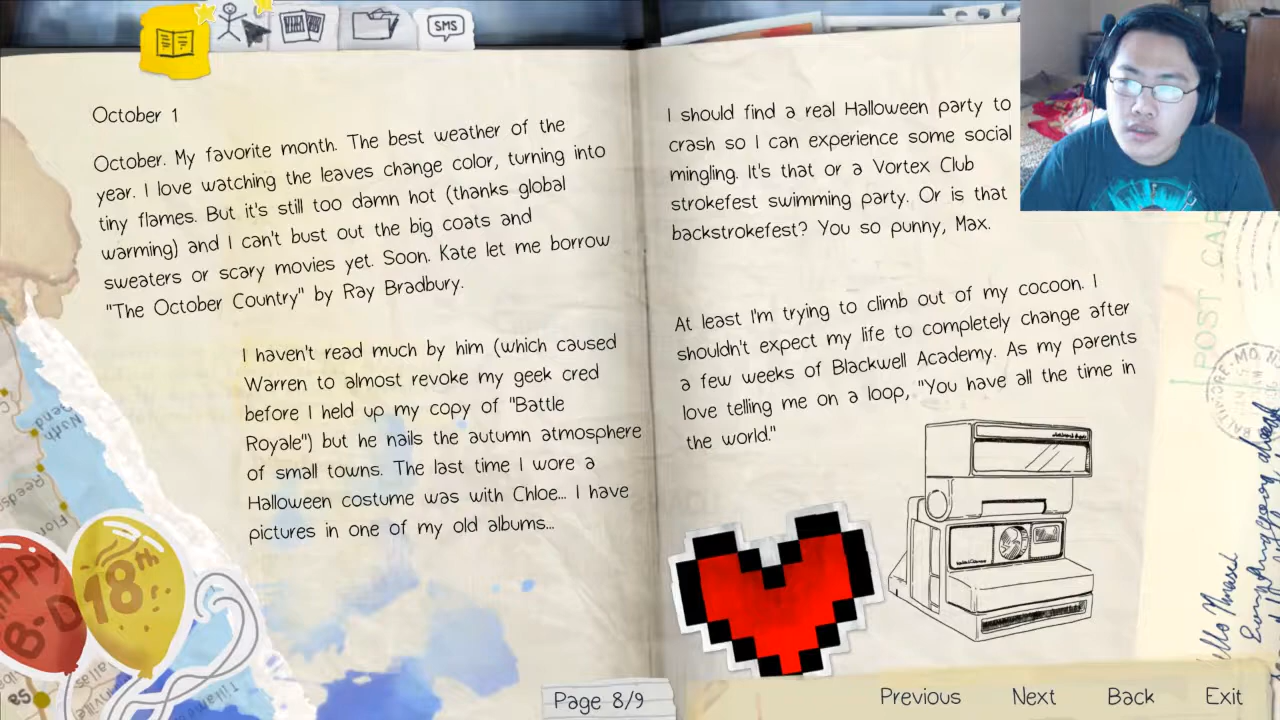 SMS
October 1
October. My favorite month. The best weather of the
year. I love watching the leaves change color, turning into
tiny flames. But it's still too damn hot (thanks global
warming) and I can't bust out the big coats and
sweaters or scary movies yet. Soon. Kate let me borrow
"The October Country" by Ray Bradbury.
I haven't read much by him (which caused
Warren to almost revoke my geek cred
before I held up my copy of "Battle
Royale") but he nails the autumn atmosphere
of small towns. The last time I wore a
Halloween costume was with Chloe... I have
pictures in one of my old albums...
I should find a real Halloween party to
crash so I can experience some social
mingling. It's that or a Vortex Club
strokefest swimming party. Or is that
backstrokefest? You so punny, Max.
At least I'm trying to climb out of my cocoon. I
shouldn't expect my life to completely change after
a few weeks of Blackwell Academy. As my parents
love telling me on a loop, "You have all the time in
the world."
POST CAR
North
Bend
B-D
18th
Page 8/9
Previous
Next
Back
Exit